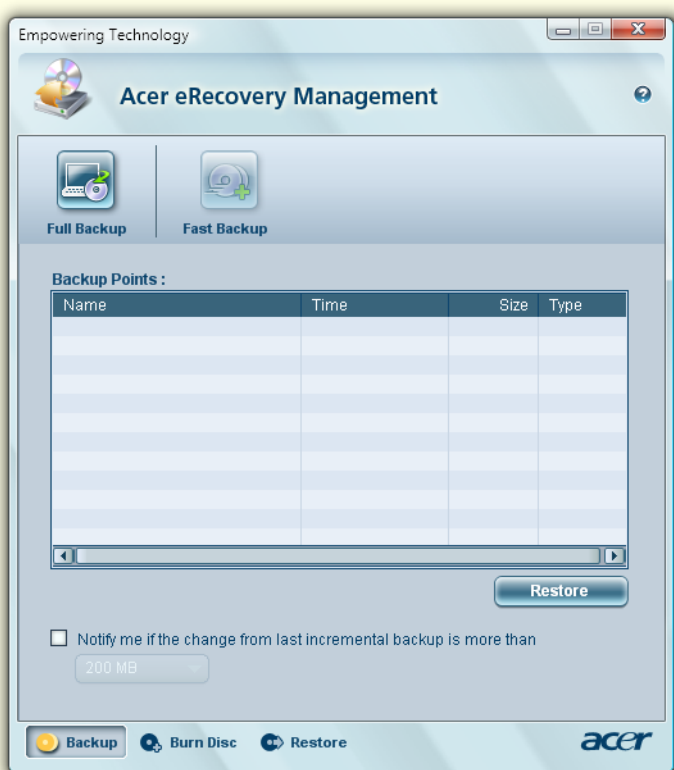 Empowering Technology
Acer eRecovery Management
Full Backup Fast Backup
Backup Points :
Name Time Size Type
Restore
Notify me if the change from last incremental backup is more than
200 MB
Backup Burn Disc Restore acer